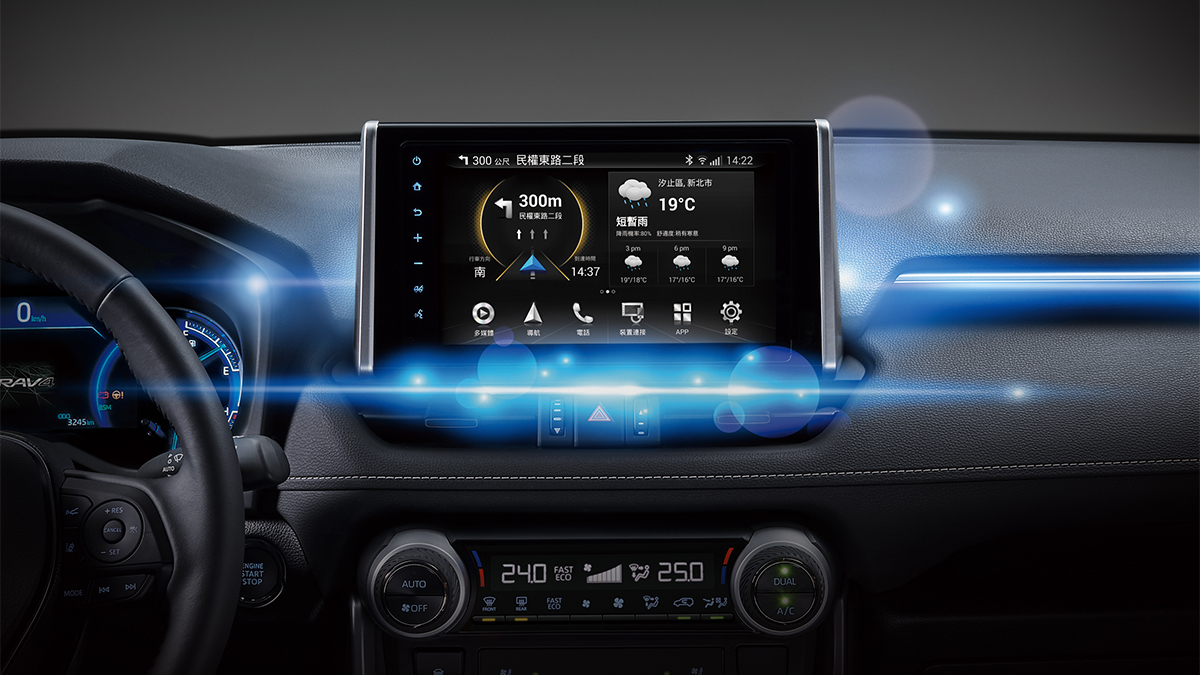 300 公尺 民權東路二段
14:22
300m
民權東路二段
行車方向
南
到達時間
14:37
汐止區, 新北市
19°C
短暫雨
降雨機率:80% 舒適度:稍有寒意
3 pm 6 pm 9 pm
19°/18°C 17°/16°C 17°/16°C
多媒體 導航 電話 裝置連接 APP 設定
0 km/h
RAV4
E
H
3245 km
AUTO
+ RES
CANCEL
- SET
MODE
ENGINE
START
STOP
AUTO
OFF
24.0 FAST ECO 25.0
FRONT REAR FAST ECO
DUAL
A/C